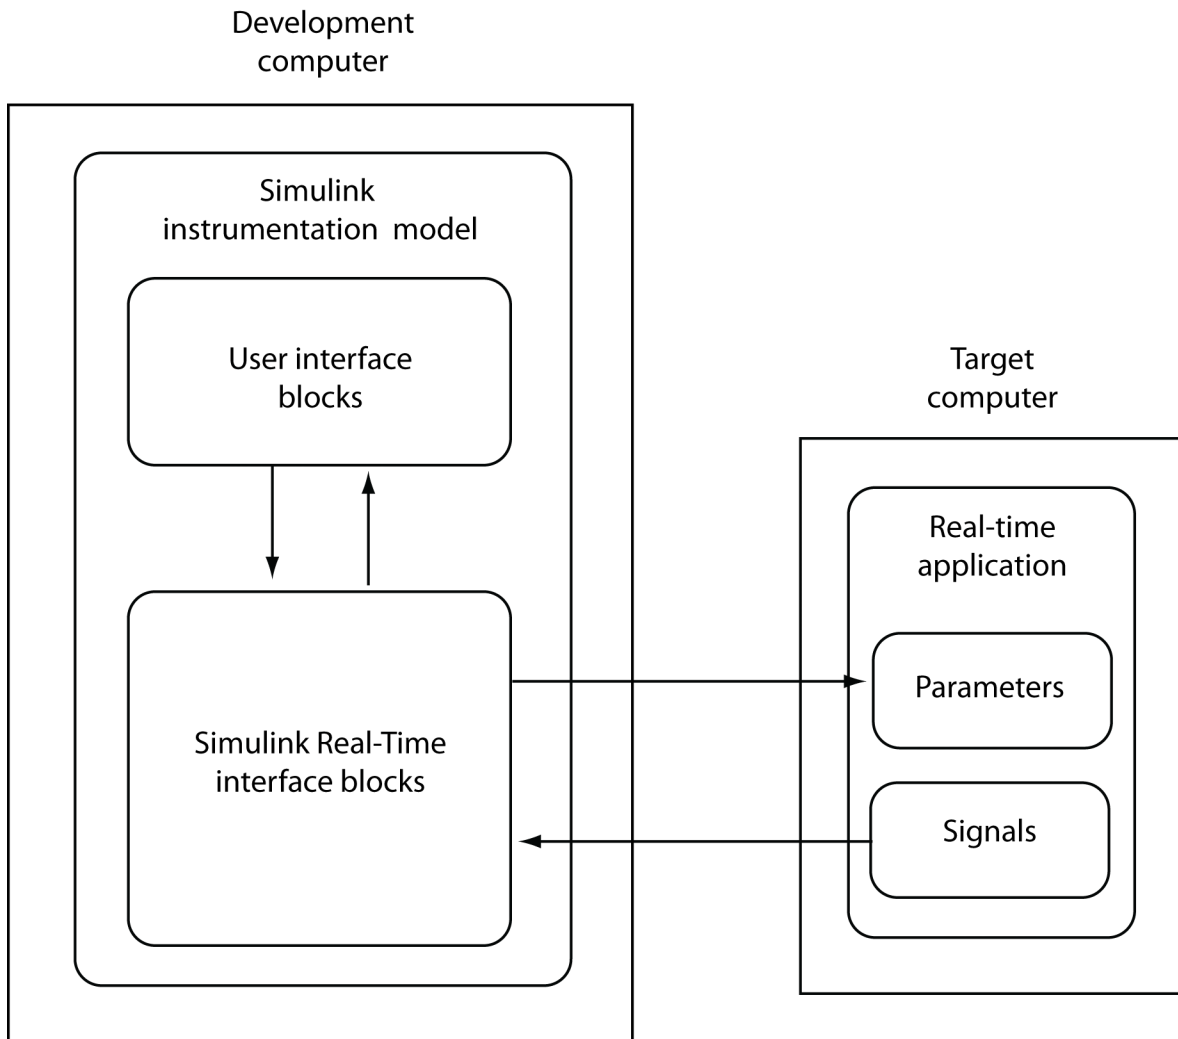 Development
computer
Simulink
instrumentation model
User interface
blocks
Simulink Real-Time
interface blocks
Target
computer
Real-time
application
Parameters
Signals